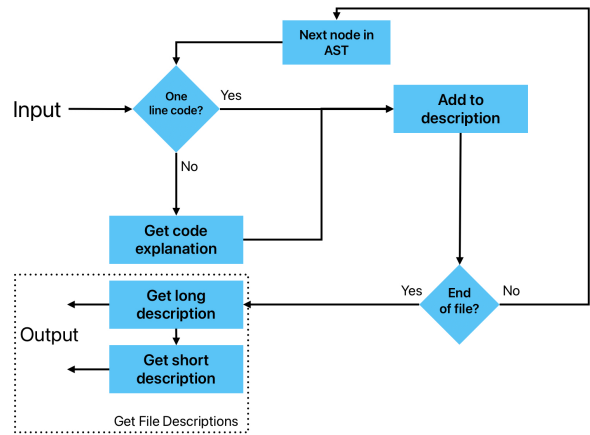 Next node in
AST
One
line code?
Yes
Input
Add to
description
No
Get code
explanation
Yes
End
of file?
No
Get long
description
Output
Get short
description
Get File Descriptions